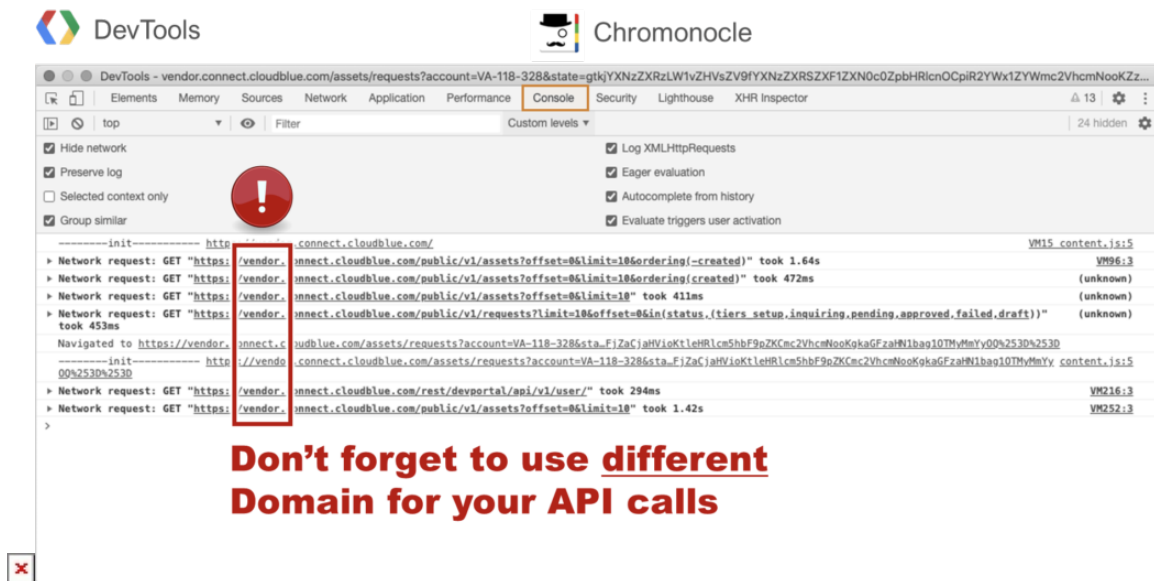 DevTools
Chromonocle
DevTools - vendor.connect.cloudblue.com/assets/requests?account=VA-118-328&state=gtkjYXNzZXRzLW1vZHVsZV9fYXNzZXRSZXF1ZXN0c0ZpbHRlcnOCpiR2YWx1ZYWmc2VhcmNooKZz...
Elements Memory Sources Network Application Performance Console Security Lighthouse XHR Inspector 13
top Filter Custom levels 24 hidden
Hide network Log XMLHttpRequests
Preserve log Eager evaluation
Selected context only Autocomplete from history
Group similar Evaluate triggers user activation
!
--------init----------- http .connect.cloudblue.com/ VM15 content.js:5
Network request: GET "https: /vendor. onnect.cloudblue.com/public/v1/assets?offset=0&limit=10&ordering(-created)" took 1.64s VM96:3
Network request: GET "https: /vendor. onnect.cloudblue.com/public/v1/assets?offset=0&limit=10&ordering(created)" took 472ms (unknown)
Network request: GET "https: /vendor. onnect.cloudblue.com/public/v1/assets?offset=0&limit=10" took 411ms (unknown)
Network request: GET "https: /vendor. onnect.cloudblue.com/public/v1/requests?limit=10&offset=0&in(status,(tiers_setup,inquiring,pending,approved,failed,draft))" (unknown)
took 453ms
Navigated to https://vendor. onnect.c oudblue.com/assets/requests?account=VA-118-328&sta…FjZaCjaHVioKtleHRlcm5hbF9pZKCmc2VhcmNooKgkaGFzaHN1bag1OTMyMmYyOQ%253D%253D
--------init----------- http ://vendo .connect.cloudblue.com/assets/requests?account=VA-118-328&sta…FjZaCjaHVioKtleHRlcm5hbF9pZKCmc2VhcmNooKgkaGFzaHN1bag1OTMyMmYy content.js:5
OQ%253D%253D
Network request: GET "https: /vendor. onnect.cloudblue.com/rest/devportal/api/v1/user/" took 294ms VM216:3
Network request: GET "https: /vendor. onnect.cloudblue.com/public/v1/assets?offset=0&limit=10" took 1.42s VM252:3
Don't forget to use different
Domain for your API calls